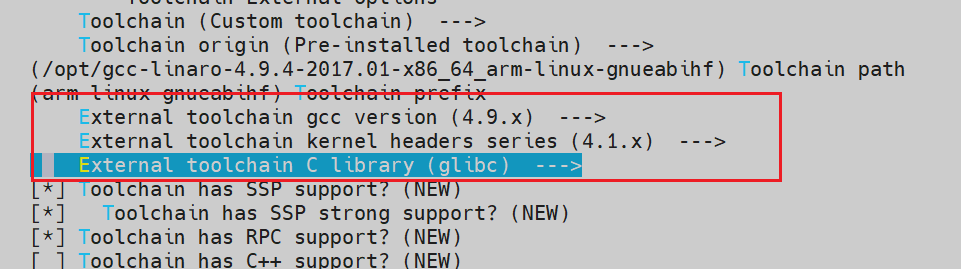 Toolchain External options
Toolchain (Custom toolchain)  --->
Toolchain origin (Pre-installed toolchain)  --->
(/opt/gcc-linaro-4.9.4-2017.01-x86_64_arm-linux-gnueabihf) Toolchain path
(arm-linux-gnueabihf) Toolchain prefix
External toolchain gcc version (4.9.x)  --->
External toolchain kernel headers series (4.1.x)  --->
External toolchain C library (glibc)  --->
[*] Toolchain has SSP support? (NEW)
[*]   Toolchain has SSP strong support? (NEW)
[*] Toolchain has RPC support? (NEW)
[ ] Toolchain has C++ support? (NEW)